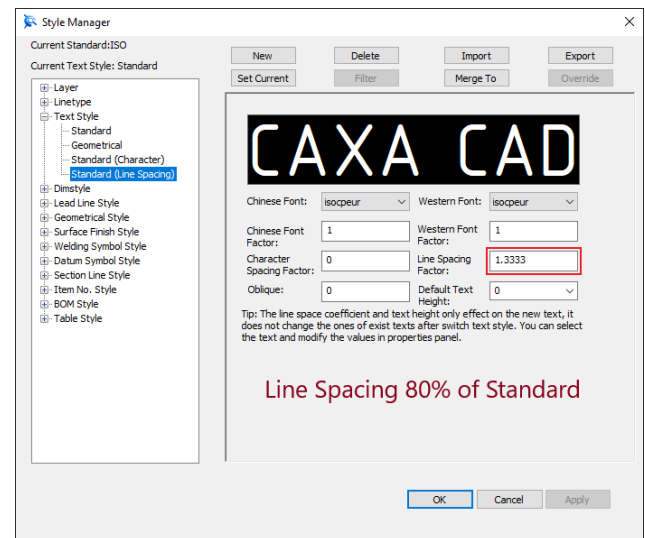 Style Manager
Current Standard:ISO
Current Text Style: Standard
New Delete Import Export
Set Current Filter Merge To Override
Layer
Linetype
Text Style
Standard
Geometrical
Standard (Character)
Standard (Line Spacing)
Dimstyle
Lead Line Style
Geometrical Style
Surface Finish Style
Welding Symbol Style
Datum Symbol Style
Section Line Style
Item No. Style
BOM Style
Table Style
CAXA CAD
Chinese Font: isocpeur Western Font: isocpeur
Chinese Font Factor: 1 Western Font Factor: 1
Character Spacing Factor: 0 Line Spacing Factor: 1.3333
Oblique: 0 Default Text Height: 0
Tip: The line space coefficient and text height only effect on the new text, it
does not change the ones of exist texts after switch text style. You can select
the text and modify the values in properties panel.
Line Spacing 80% of Standard
OK Cancel Apply